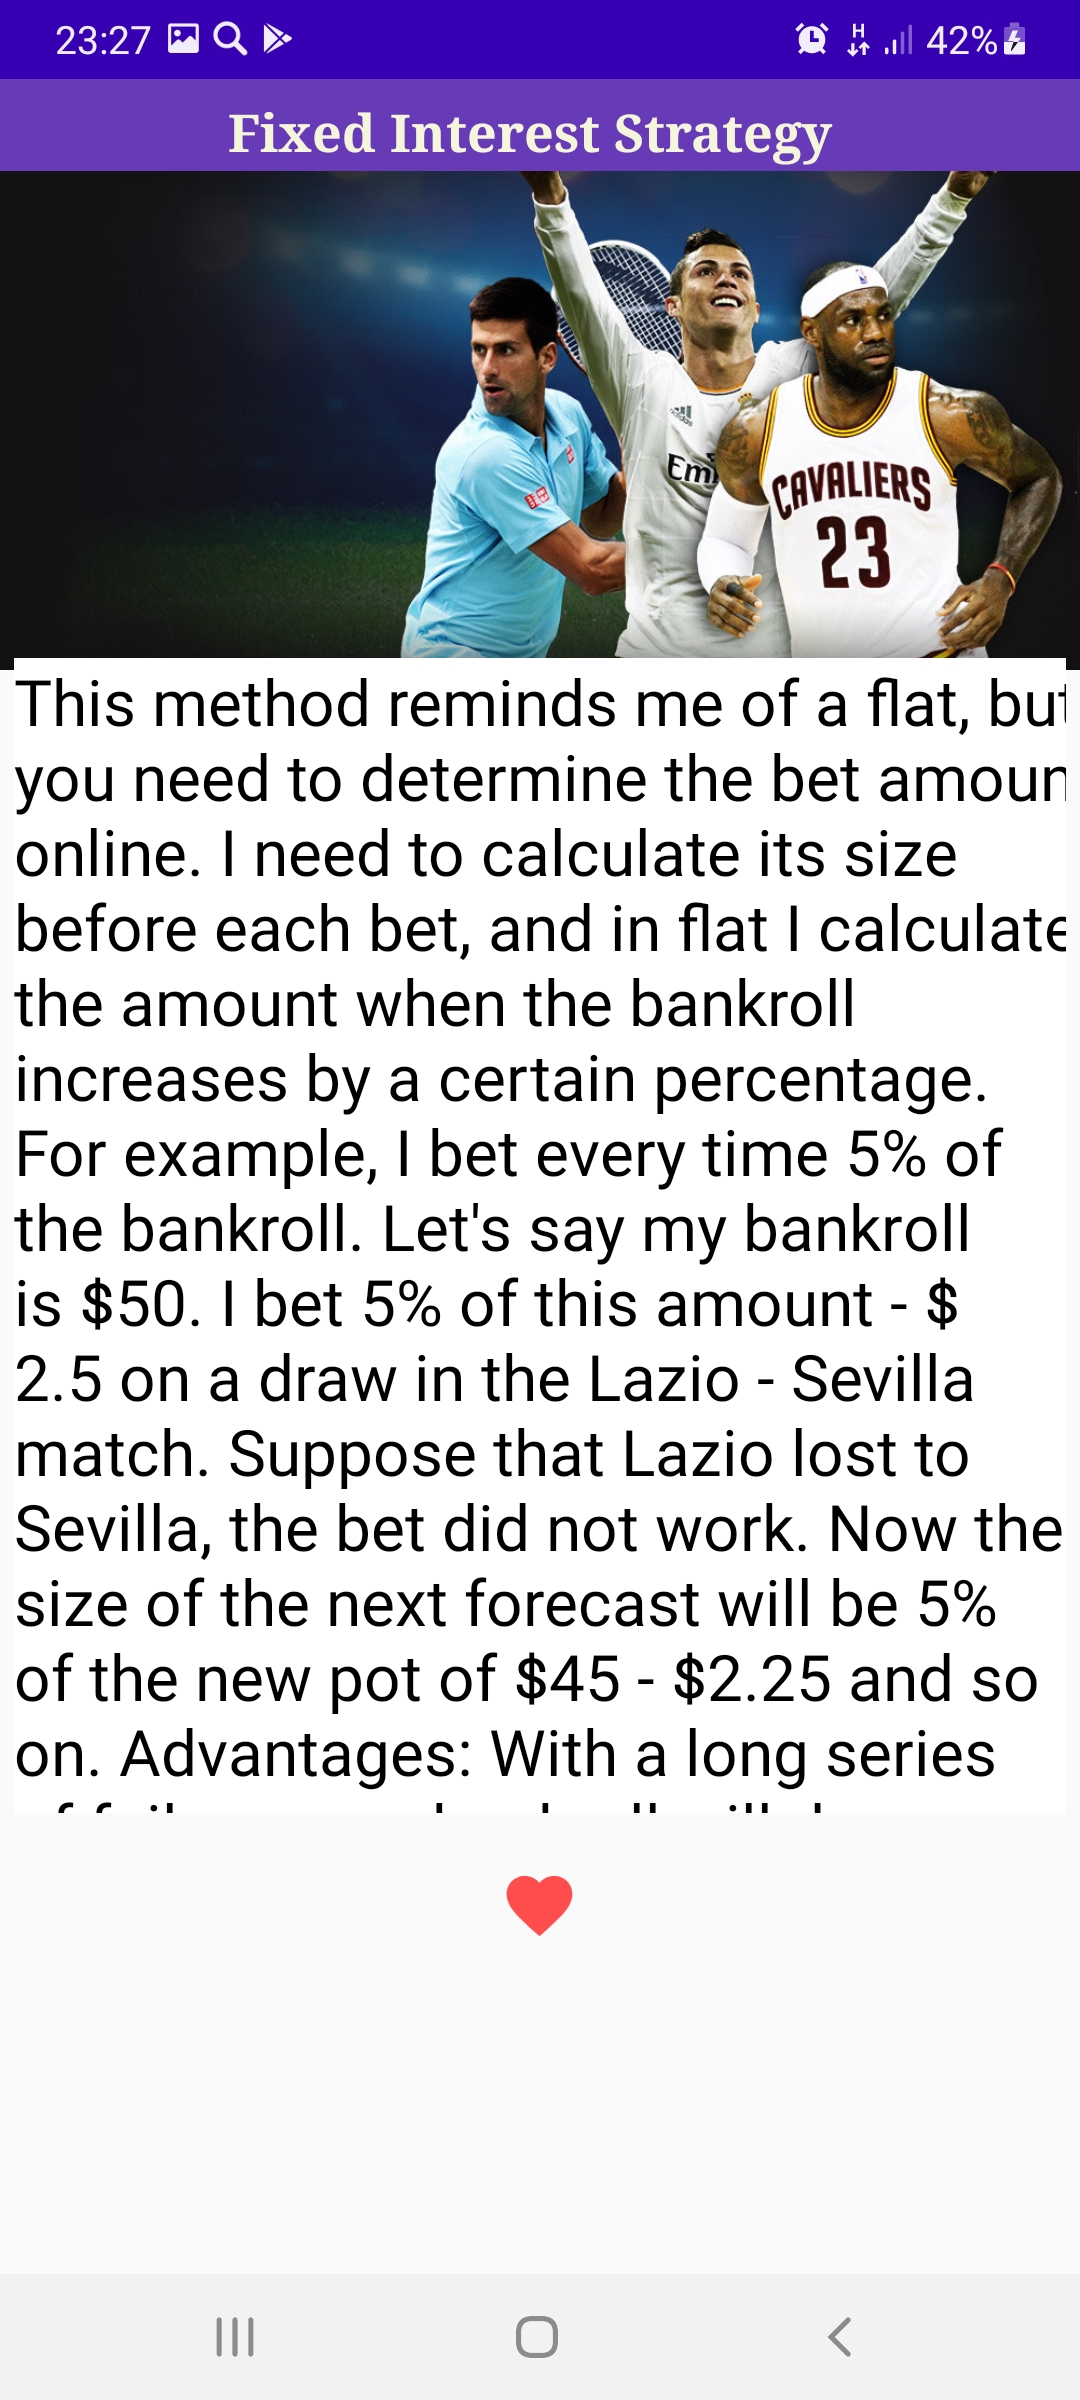 23:27
H
42%
Fixed Interest Strategy
adidas
CAVALIERS
23
This method reminds me of a flat, but
you need to determine the bet amoun
online. I need to calculate its size
before each bet, and in flat I calculate
the amount when the bankroll
increases by a certain percentage.
For example, I bet every time 5% of
the bankroll. Let's say my bankroll
is $50. I bet 5% of this amount - $
2.5 on a draw in the Lazio - Sevilla
match. Suppose that Lazio lost to
Sevilla, the bet did not work. Now the
size of the next forecast will be 5%
of the new pot of $45 - $2.25 and so
on. Advantages: With a long series